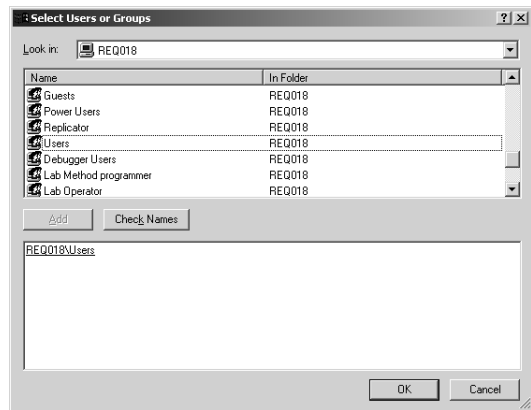 Select Users or Groups
Look in: REQ018
Name In Folder
Guests REQ018
Power Users REQ018
Replicator REQ018
Users REQ018
Debugger Users REQ018
Lab Method programmer REQ018
Lab Operator REQ018
Add Check Names
REQ018\Users
OK Cancel